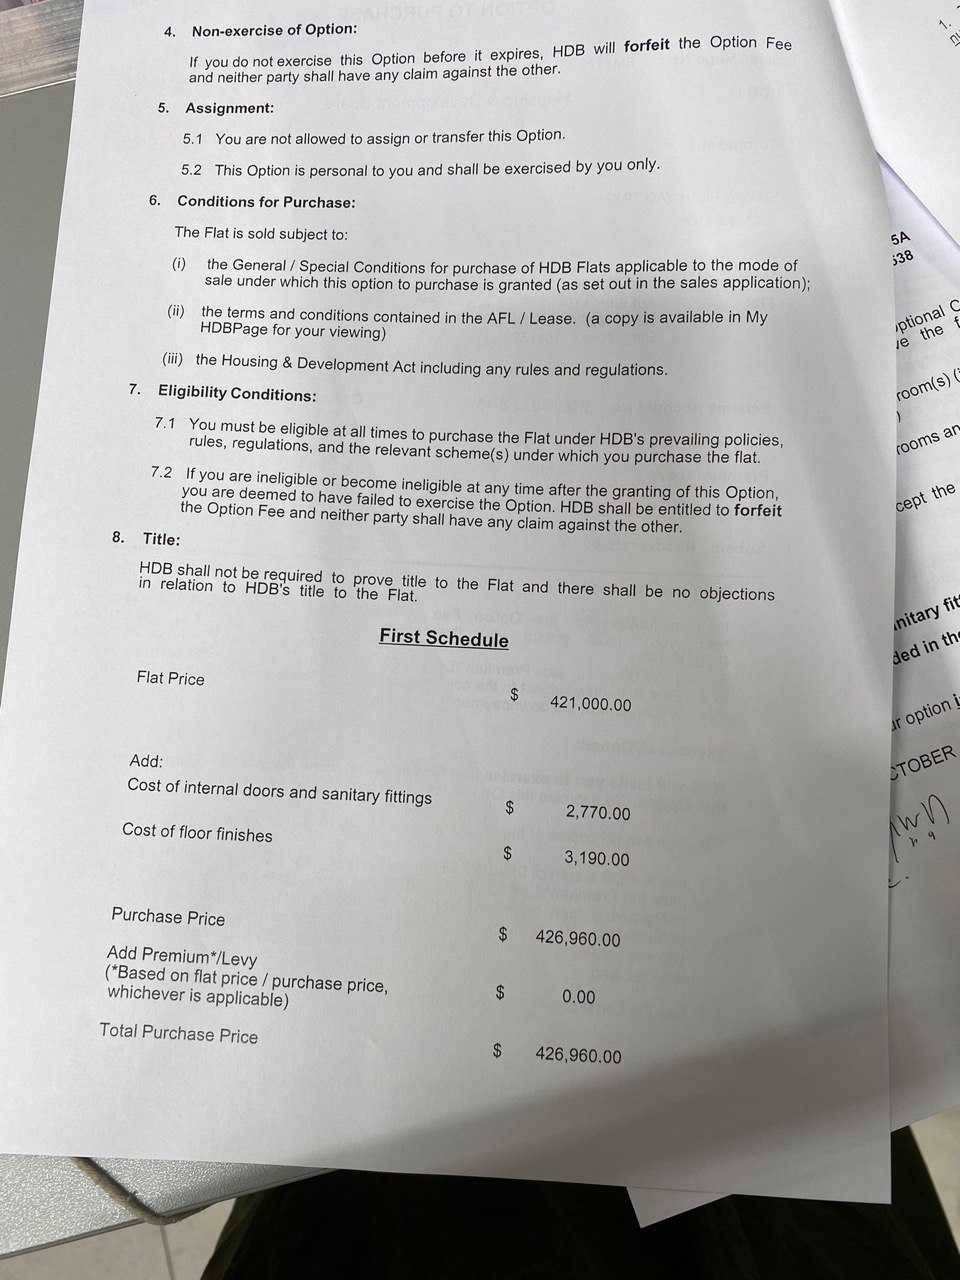 4. Non-exercise of Option:
If you do not exercise this Option before it expires, HDB will forfeit the Option Fee
and neither party shall have any claim against the other.
5. Assignment:
5.1 You are not allowed to assign or transfer this Option.
5.2 This Option is personal to you and shall be exercised by you only.
6. Conditions for Purchase:
The Flat is sold subject to:
(i) the General / Special Conditions for purchase of HDB Flats applicable to the mode of
sale under which this option to purchase is granted (as set out in the sales application);
(ii) the terms and conditions contained in the AFL / Lease. (a copy is available in My
HDBPage for your viewing)
(iii) the Housing & Development Act including any rules and regulations.
7. Eligibility Conditions:
7.1 You must be eligible at all times to purchase the Flat under HDB's prevailing policies,
rules, regulations, and the relevant scheme(s) under which you purchase the flat.
7.2 If you are ineligible or become ineligible at any time after the granting of this Option,
you are deemed to have failed to exercise the Option. HDB shall be entitled to forfeit
the Option Fee and neither party shall have any claim against the other.
8. Title:
HDB shall not be required to prove title to the Flat and there shall be no objections
in relation to HDB's title to the Flat.
First Schedule
Flat Price $ 421,000.00
Add:
Cost of internal doors and sanitary fittings $ 2,770.00
Cost of floor finishes $ 3,190.00
Purchase Price $ 426,960.00
Add Premium*/Levy
(*Based on flat price / purchase price,
whichever is applicable) $ 0.00
Total Purchase Price $ 426,960.00
1.
5A
538
ptional C
ve the f
room(s) (
)
rooms an
cept the
nitary fit
ded in the
ur option i
CTOBER